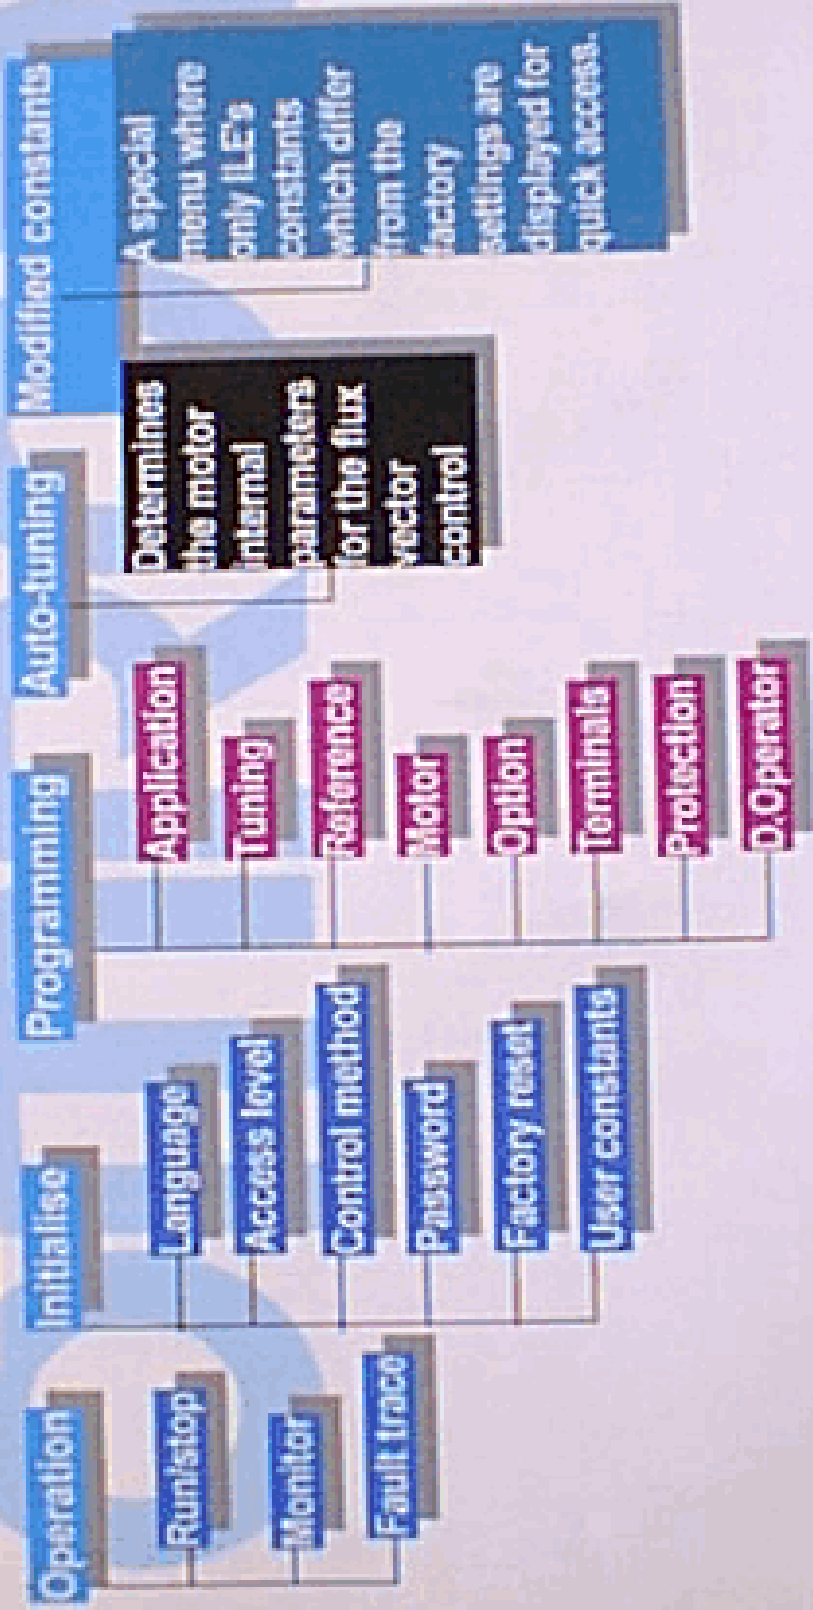 Operation
Run/stop
Monitor
Fault trace
Initialise
Language
Access level
Control method
Password
Factory reset
User constants
Programming
Application
Tuning
Reference
Motor
Option
Terminals
Protection
D.Operator
Auto-tuning
Determines
the motor
internal
parameters
for the flux
vector
control
Modified constants
A special
menu where
only ILE's
constants
which differ
from the
factory
settings are
displayed for
quick access.